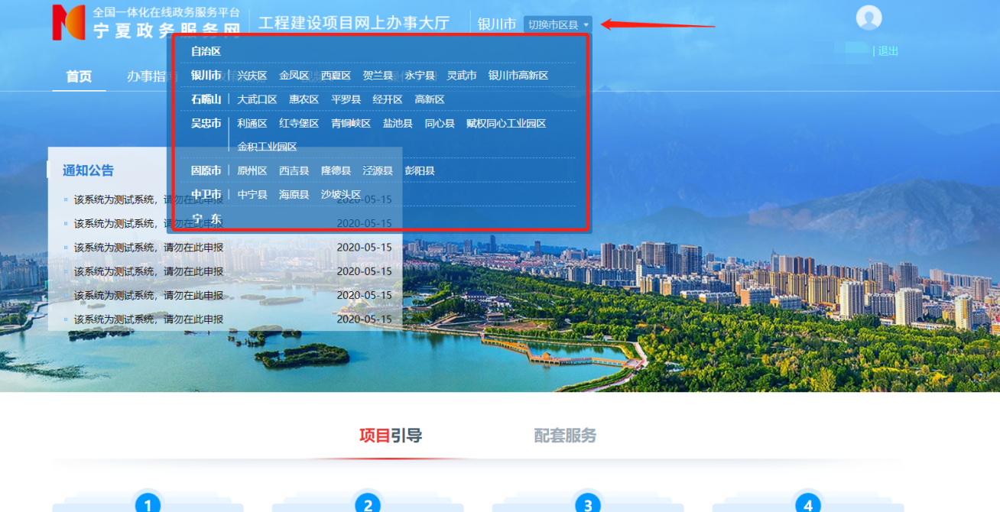 全国一体化在线政务服务平台
宁夏政务服务网
工程建设项目网上办事大厅
银川市 切换市区县
退出
首页 办事指南
自治区
银川市 兴庆区 金凤区 西夏区 贺兰县 永宁县 灵武市 银川市高新区
石嘴山 大武口区 惠农区 平罗县 经开区 高新区
吴忠市 利通区 红寺堡区 青铜峡区 盐池县 同心县 赋权同心工业园区
金积工业园区
固原市 原州区 西吉县 隆德县 泾源县 彭阳县
中卫市 中宁县 海原县 沙坡头区
宁 东
通知公告
该系统为测试系统，请勿在此申报 2020-05-15
该系统为测试系统，请勿在此申报 2020-05-15
该系统为测试系统，请勿在此申报 2020-05-15
该系统为测试系统，请勿在此申报 2020-05-15
该系统为测试系统，请勿在此申报 2020-05-15
该系统为测试系统，请勿在此申报 2020-05-15
项目引导 配套服务
1 2 3 4